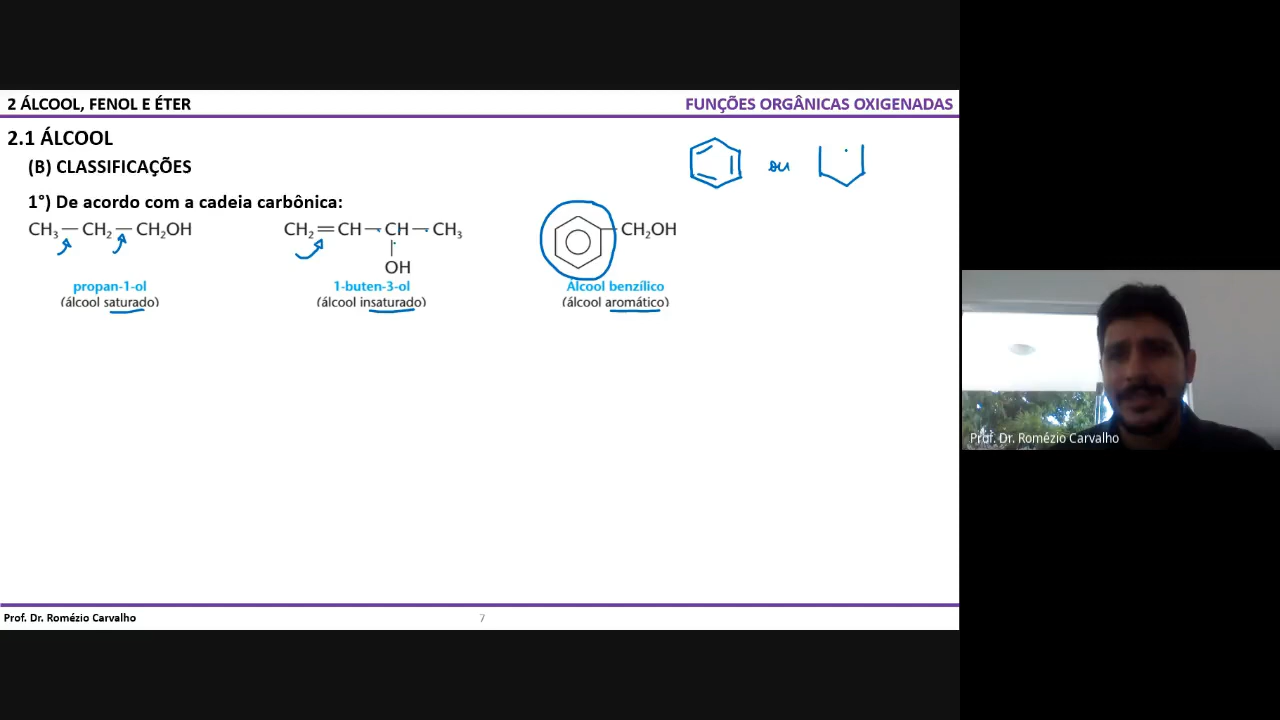 2 ÁLCOOL, FENOL E ÉTER
FUNÇÕES ORGÂNICAS OXIGENADAS
2.1 ÁLCOOL
(B) CLASSIFICAÇÕES
ou
1°) De acordo com a cadeia carbônica:
CH₃ — CH₂ — CH₂OH
CH₂ = CH — CH — CH₃
CH₂OH
OH
propan-1-ol
1-buten-3-ol
Álcool benzílico
(álcool saturado)
(álcool insaturado)
(álcool aromático)
Prof. Dr. Romézio Carvalho
Prof. Dr. Romézio Carvalho
7